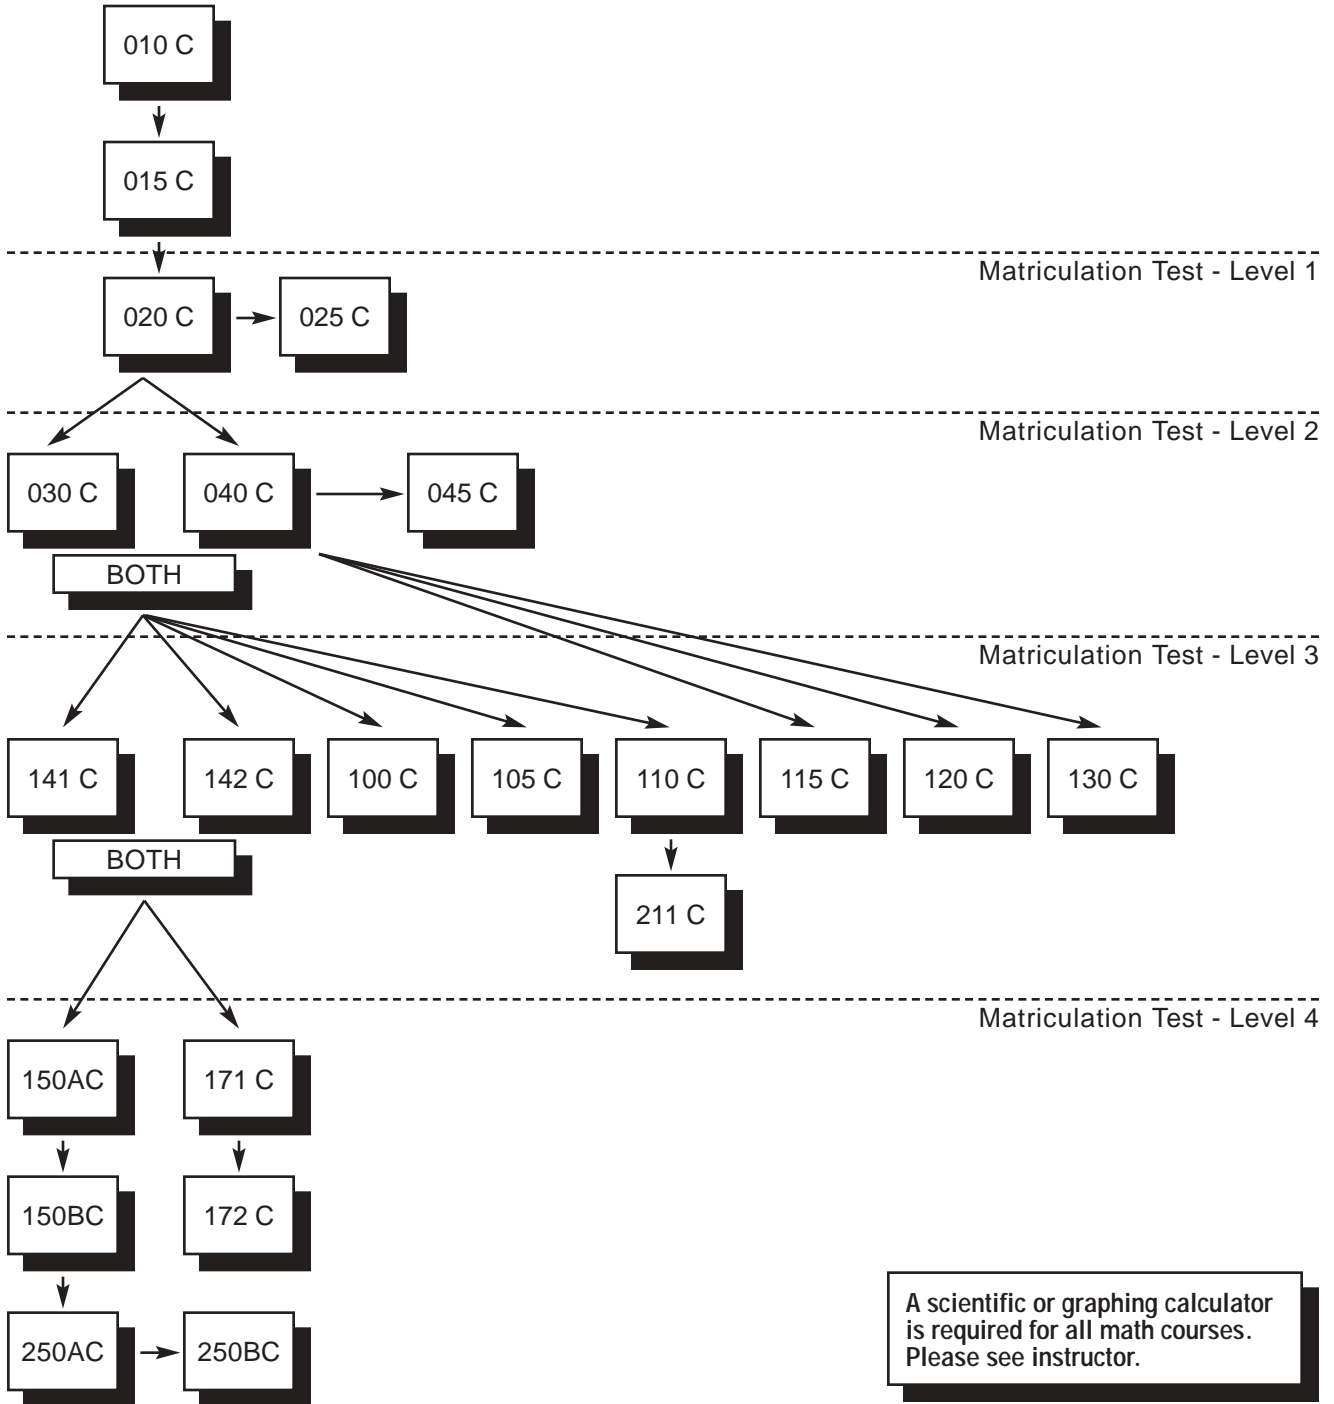 010 C
015 C
Matriculation Test - Level 1
020 C
025 C
Matriculation Test - Level 2
030 C
040 C
045 C
BOTH
Matriculation Test - Level 3
141 C
142 C
100 C
105 C
110 C
115 C
120 C
130 C
BOTH
211 C
Matriculation Test - Level 4
150AC
171 C
150BC
172 C
250AC
250BC
A scientific or graphing calculator
is required for all math courses.
Please see instructor.